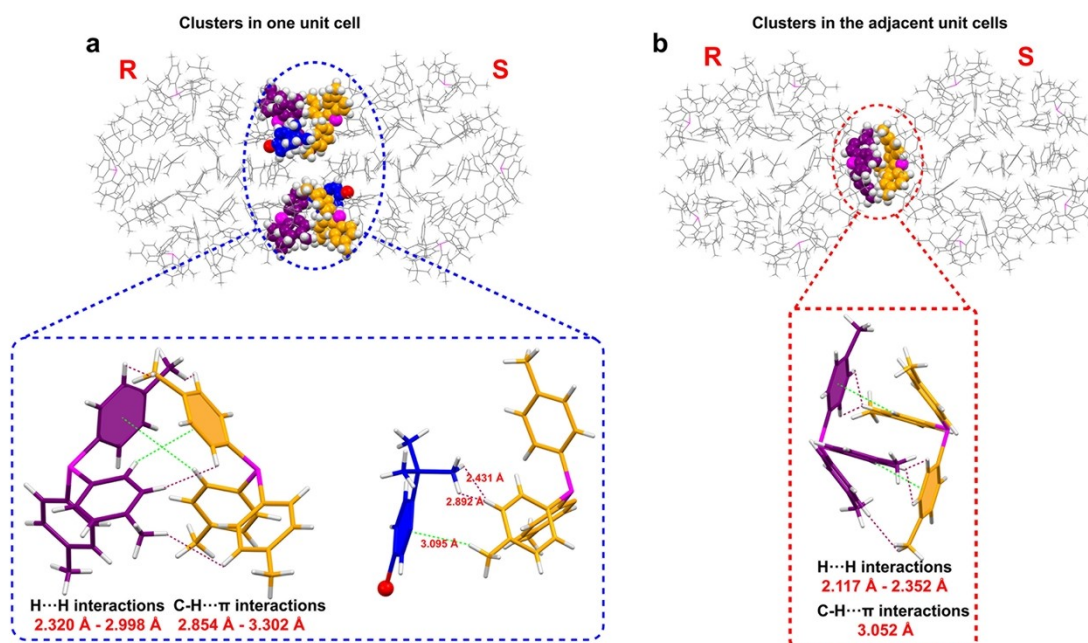 Clusters in one unit cell
a
R
S
2.431 Å
2.892 Å
3.095 Å
H···H interactions
2.320 Å - 2.998 Å
C-H···π interactions
2.854 Å - 3.302 Å
Clusters in the adjacent unit cells
b
R
S
H···H interactions
2.117 Å - 2.352 Å
C-H···π interactions
3.052 Å